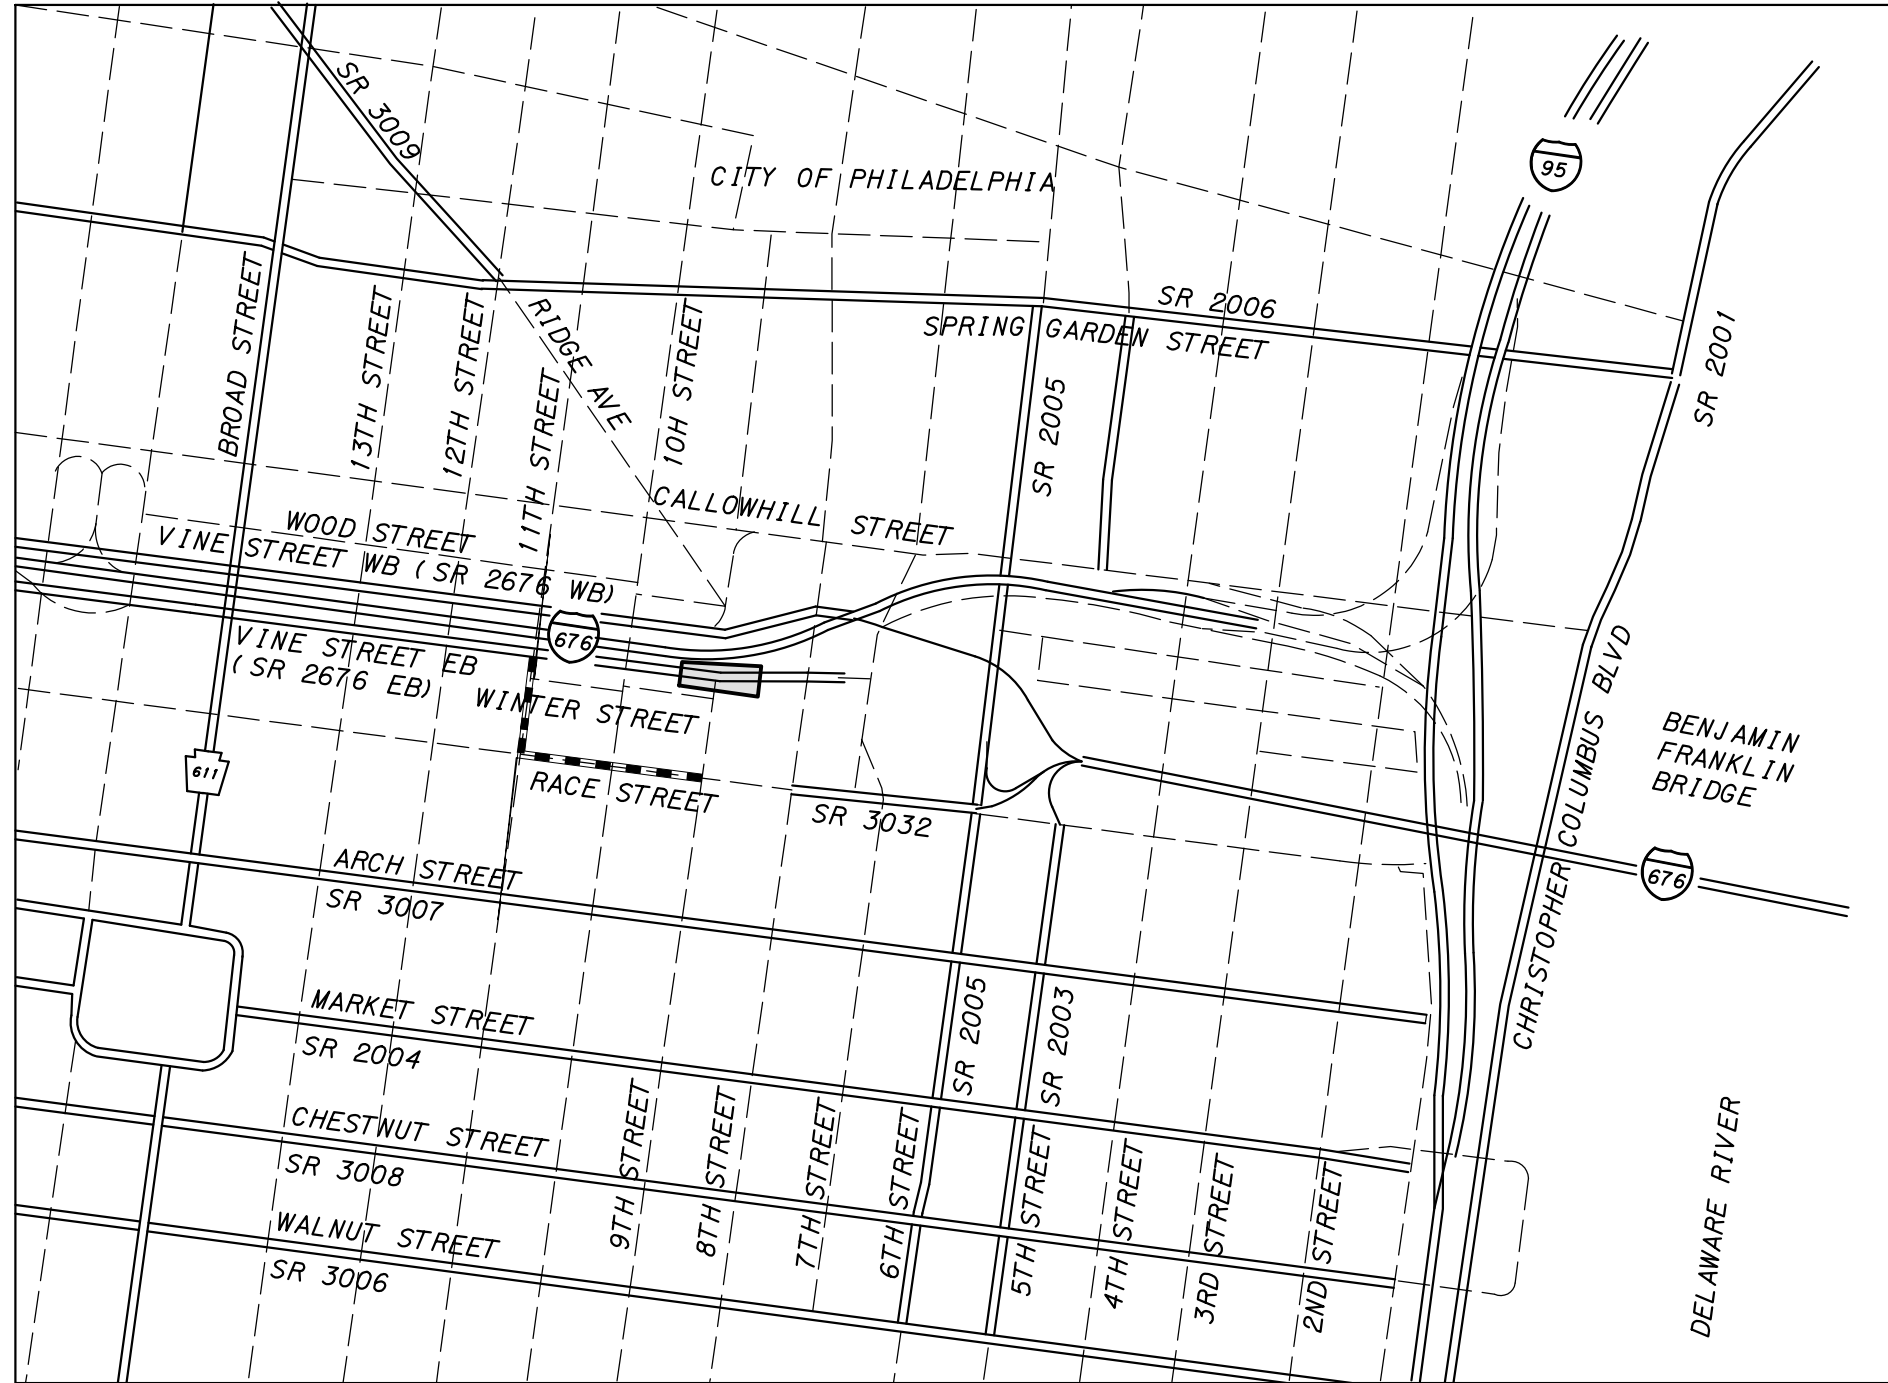 SR 3009
CITY OF PHILADELPHIA
95
BROAD STREET
13TH STREET
12TH STREET
11TH STREET
RIDGE AVE
10H STREET
SR 2006
SPRING GARDEN STREET
SR 2005
SR 2001
CALLOWHILL STREET
WOOD STREET
VINE STREET WB (SR 2676 WB)
676
VINE STREET EB
(SR 2676 EB)
WINTER STREET
611
RACE STREET
SR 3032
CHRISTOPHER COLUMBUS BLVD
BENJAMIN
FRANKLIN
BRIDGE
676
ARCH STREET
SR 3007
MARKET STREET
SR 2004
SR 2005
SR 2003
CHESTNUT STREET
SR 3008
WALNUT STREET
SR 3006
9TH STREET
8TH STREET
7TH STREET
6TH STREET
5TH STREET
4TH STREET
3RD STREET
2ND STREET
DELAWARE RIVER